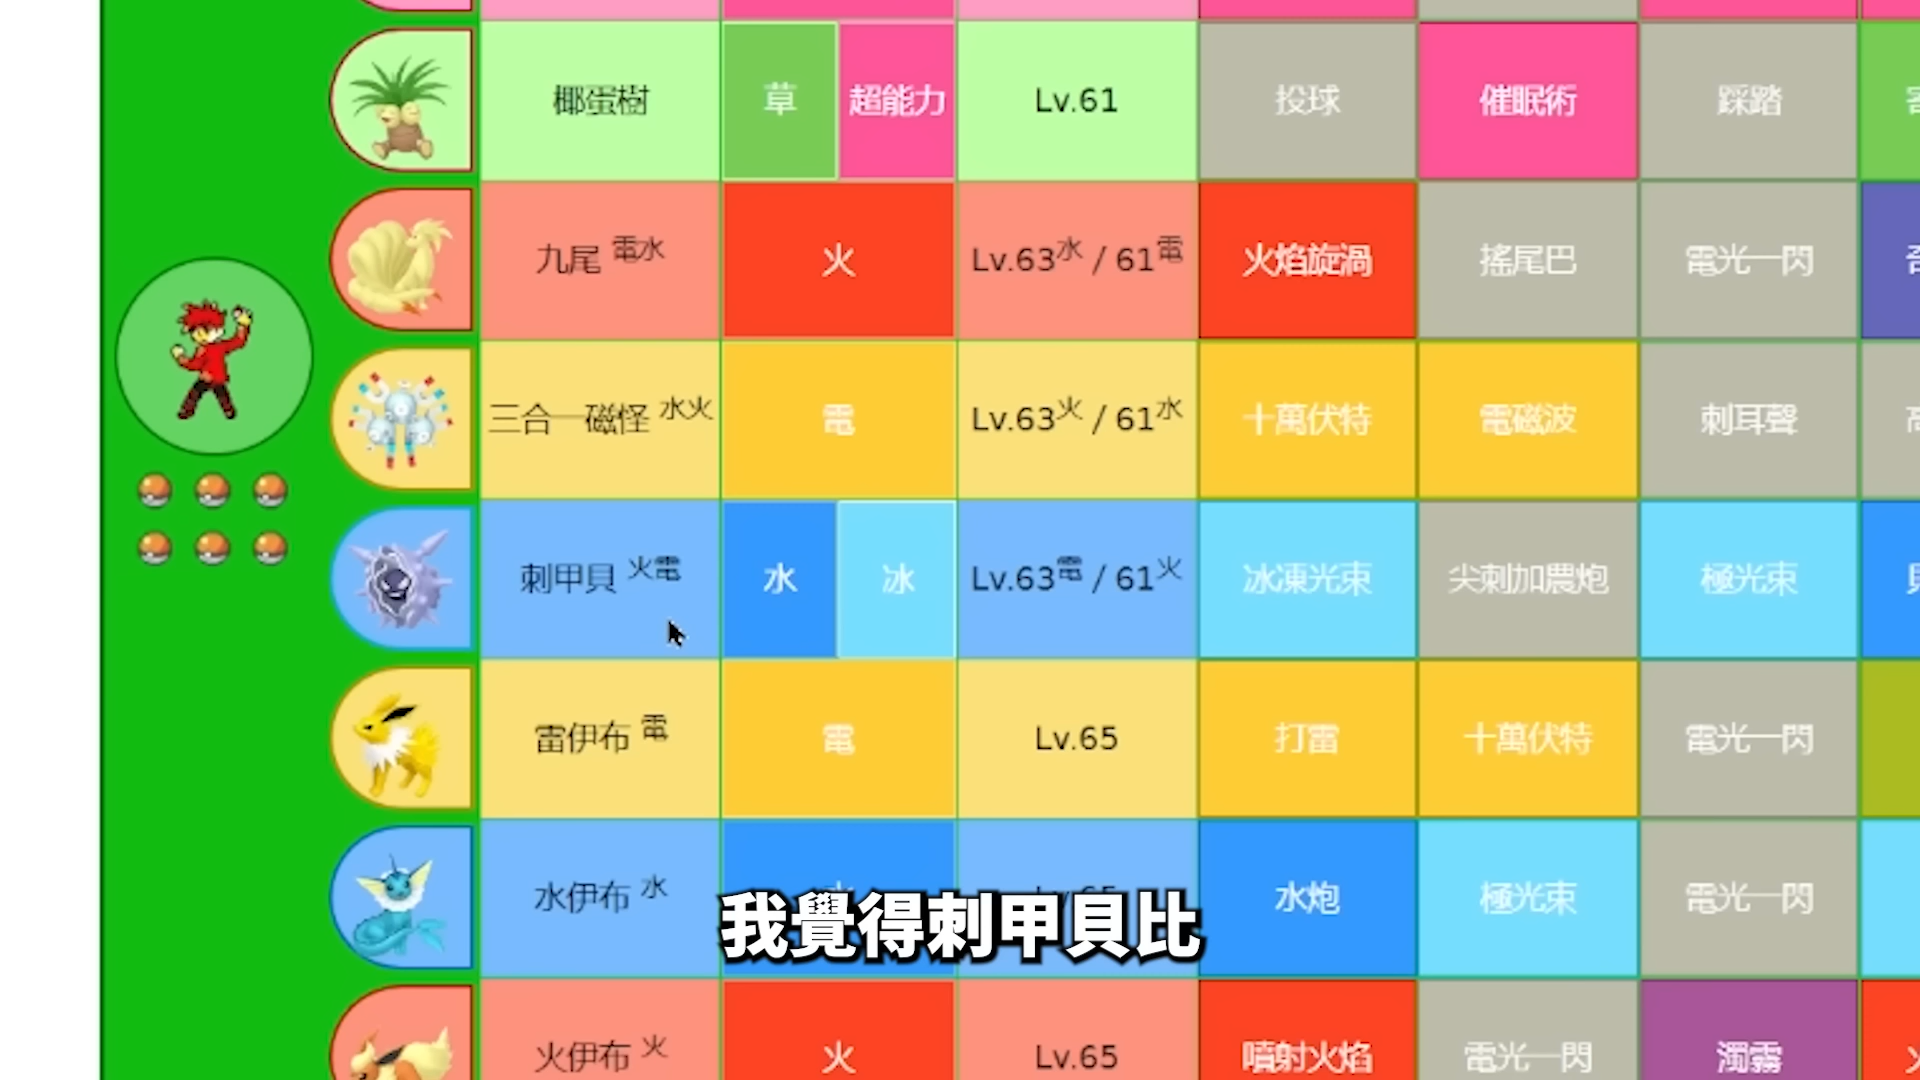 椰蛋樹 草 超能力 Lv.61 投球 催眠術 踩踏
九尾 電水 火 Lv.63水 / 61電 火焰旋渦 搖尾巴 電光一閃
三合一磁怪 水火 電 Lv.63火 / 61水 十萬伏特 電磁波 刺耳聲
刺甲貝 火電 水 冰 Lv.63電 / 61火 冰凍光束 尖刺加農炮 極光束
雷伊布 電 電 Lv.65 打雷 十萬伏特 電光一閃
水伊布 水 水 Lv.65 水炮 極光束 電光一閃
我覺得刺甲貝比
火伊布 火 火 Lv.65 噴射火焰 電光一閃 濁霧